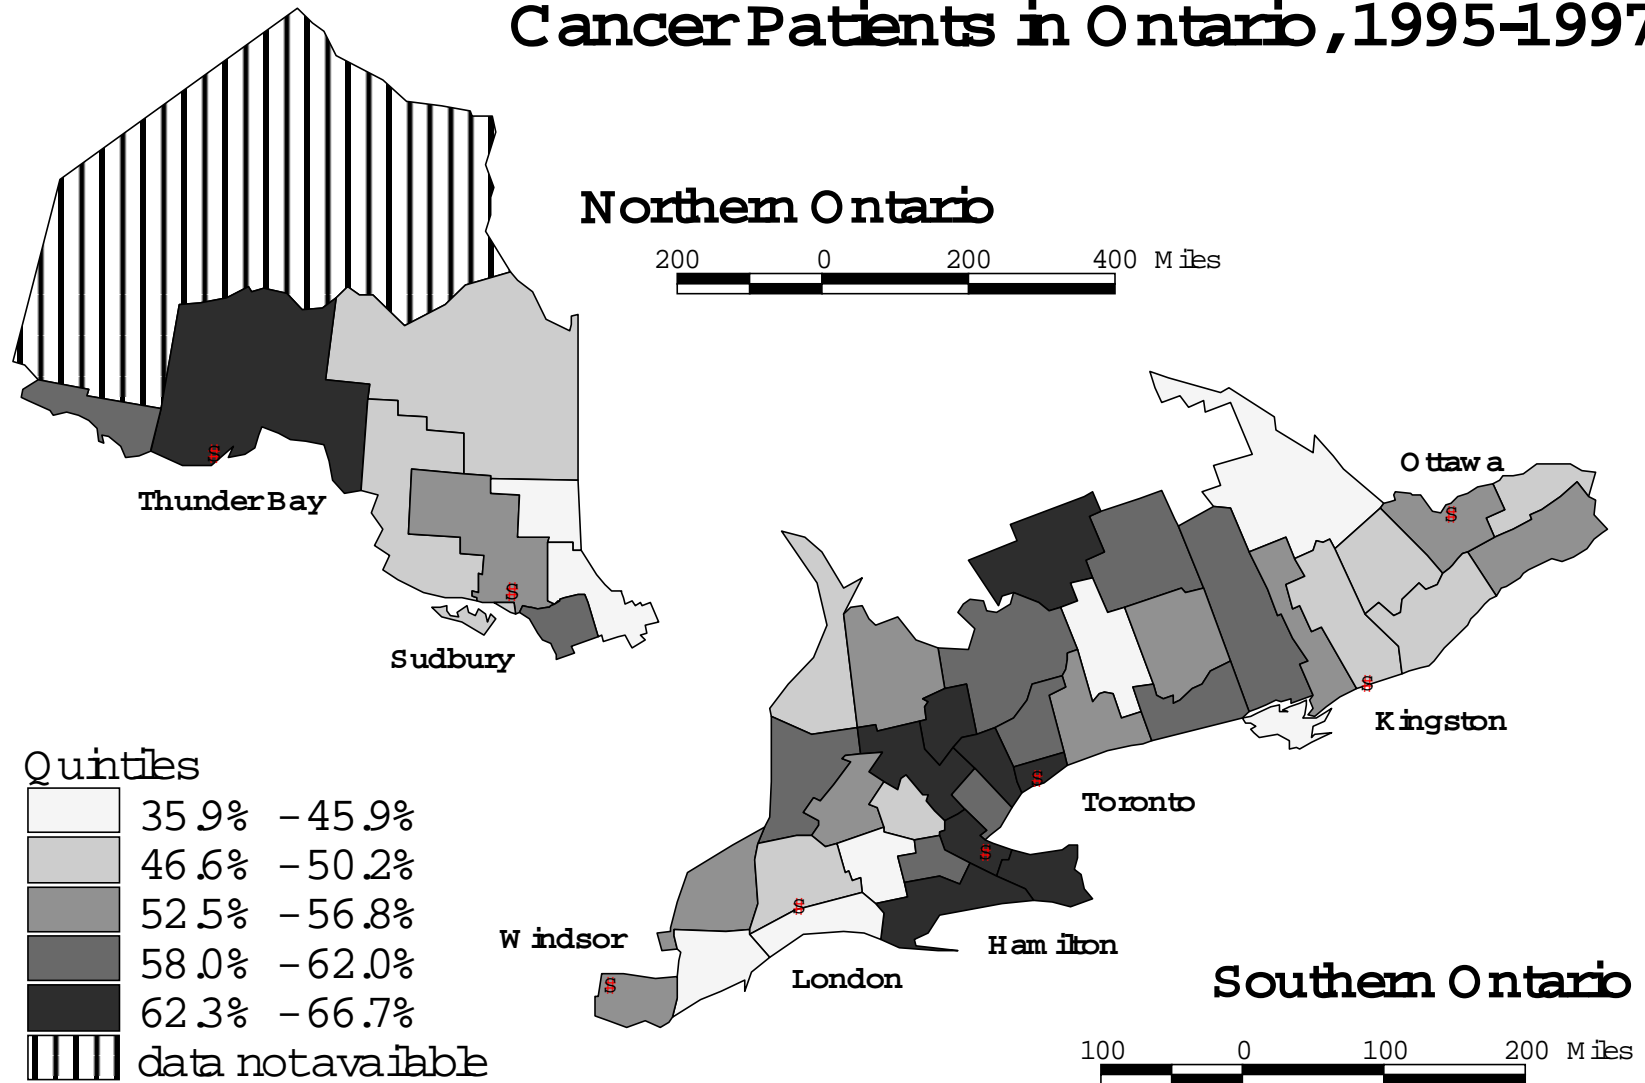 Cancer Patients in Ontario, 1995-1997
Northern Ontario
200 0 200 400 Miles
Ottawa
$
$
Thunder Bay
$
Sudbury
$
Kingston
Quintiles
35.9% - 45.9%
46.6% - 50.2%
52.5% - 56.8%
58.0% - 62.0%
62.3% - 66.7%
data not available
$
Toronto
$
$
Windsor
Hamilton
London
$
Southern Ontario
100 0 100 200 Miles